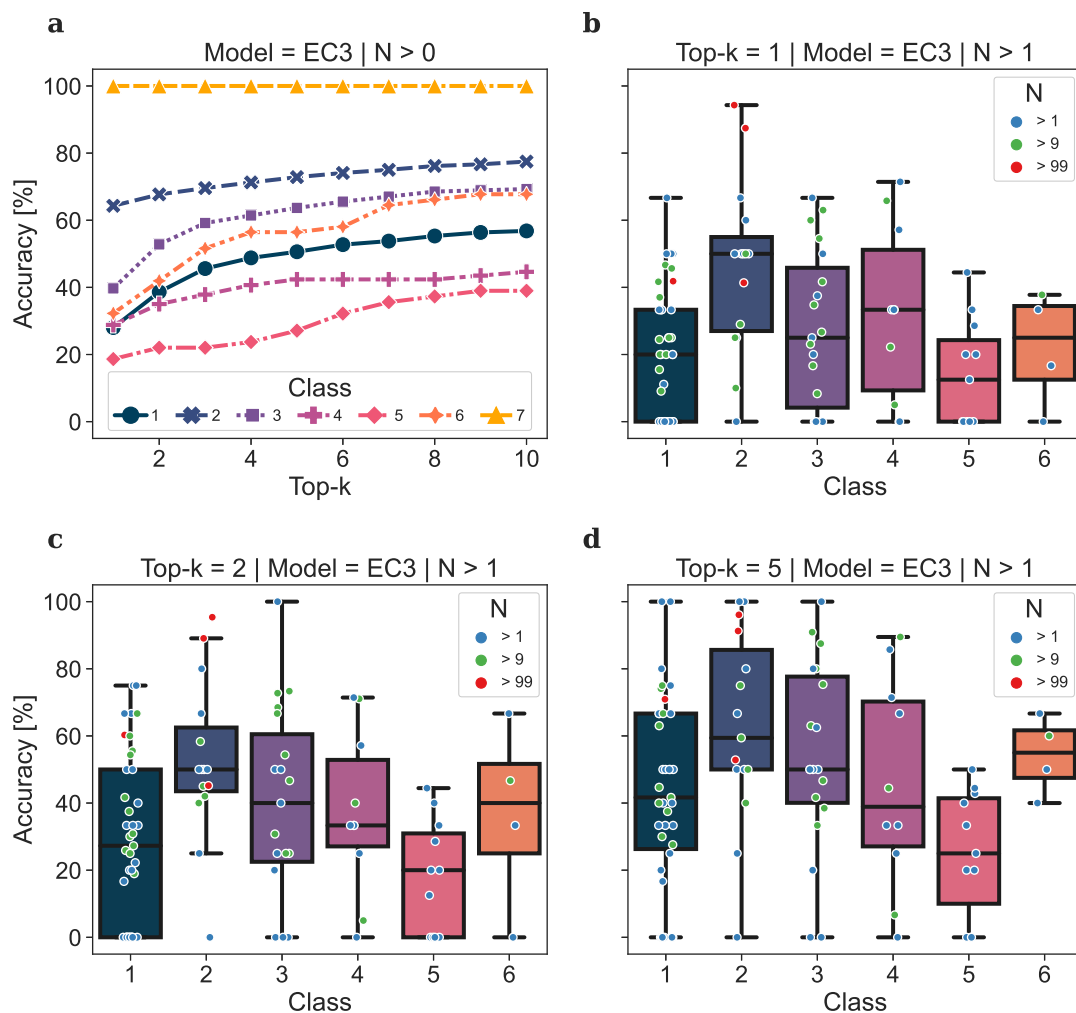 a
Model = EC3 | N > 0
Accuracy [%]
100
80
60
40
20
0
Class
1 2 3 4 5 6 7
2 4 6 8 10
Top-k
b
Top-k = 1 | Model = EC3 | N > 1
N
> 1
> 9
> 99
1 2 3 4 5 6
Class
c
Top-k = 2 | Model = EC3 | N > 1
Accuracy [%]
100
80
60
40
20
0
N
> 1
> 9
> 99
1 2 3 4 5 6
Class
d
Top-k = 5 | Model = EC3 | N > 1
N
> 1
> 9
> 99
1 2 3 4 5 6
Class